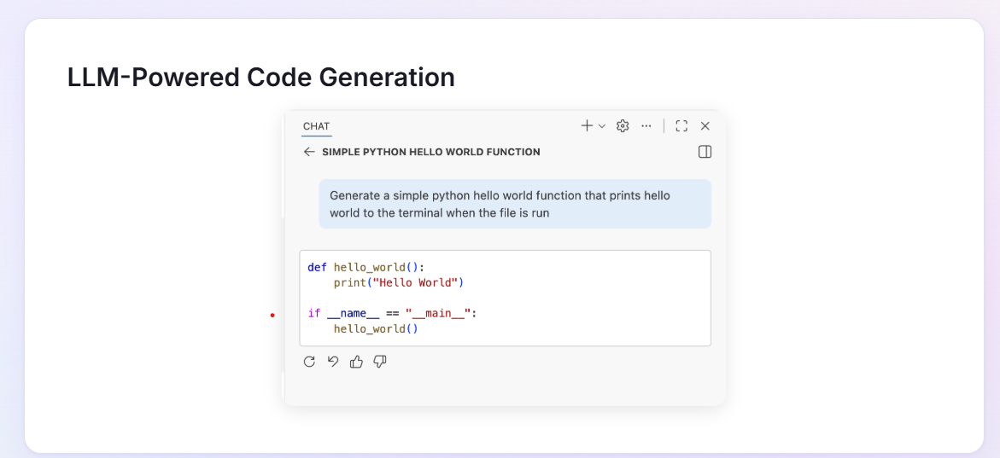 LLM-Powered Code Generation
CHAT
SIMPLE PYTHON HELLO WORLD FUNCTION
Generate a simple python hello world function that prints hello
world to the terminal when the file is run
def hello_world():
    print("Hello World")
if __name__ == "__main__":
    hello_world()